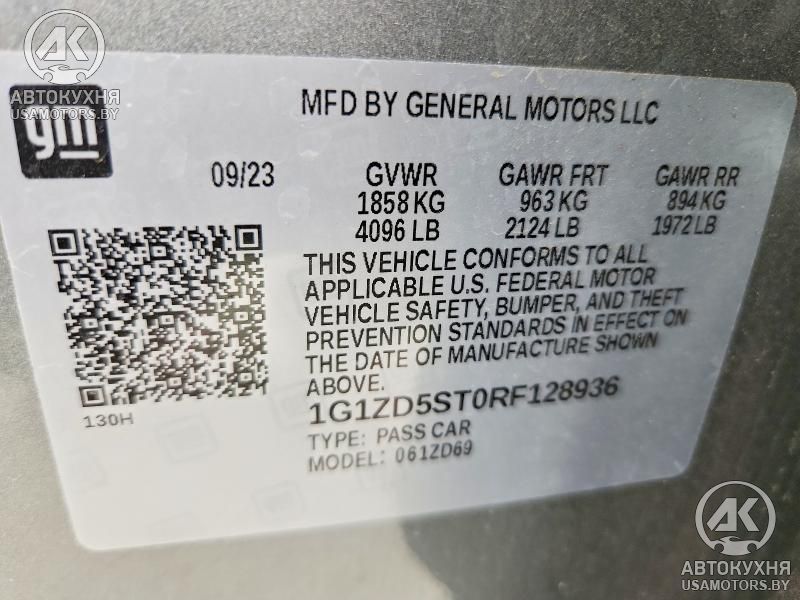 AK
АВТОКУХНЯ
USAMOTORS.BY
gm
MFD BY GENERAL MOTORS LLC
09/23 GVWR GAWR FRT GAWR RR
1858 KG 963 KG 894 KG
4096 LB 2124 LB 1972 LB
THIS VEHICLE CONFORMS TO ALL
APPLICABLE U.S. FEDERAL MOTOR
VEHICLE SAFETY, BUMPER, AND THEFT
PREVENTION STANDARDS IN EFFECT ON
THE DATE OF MANUFACTURE SHOWN
ABOVE.
130H
1G1ZD5ST0RF128936
TYPE: PASS CAR
MODEL: 061ZD69
AK
АВТОКУХНЯ
USAMOTORS.BY